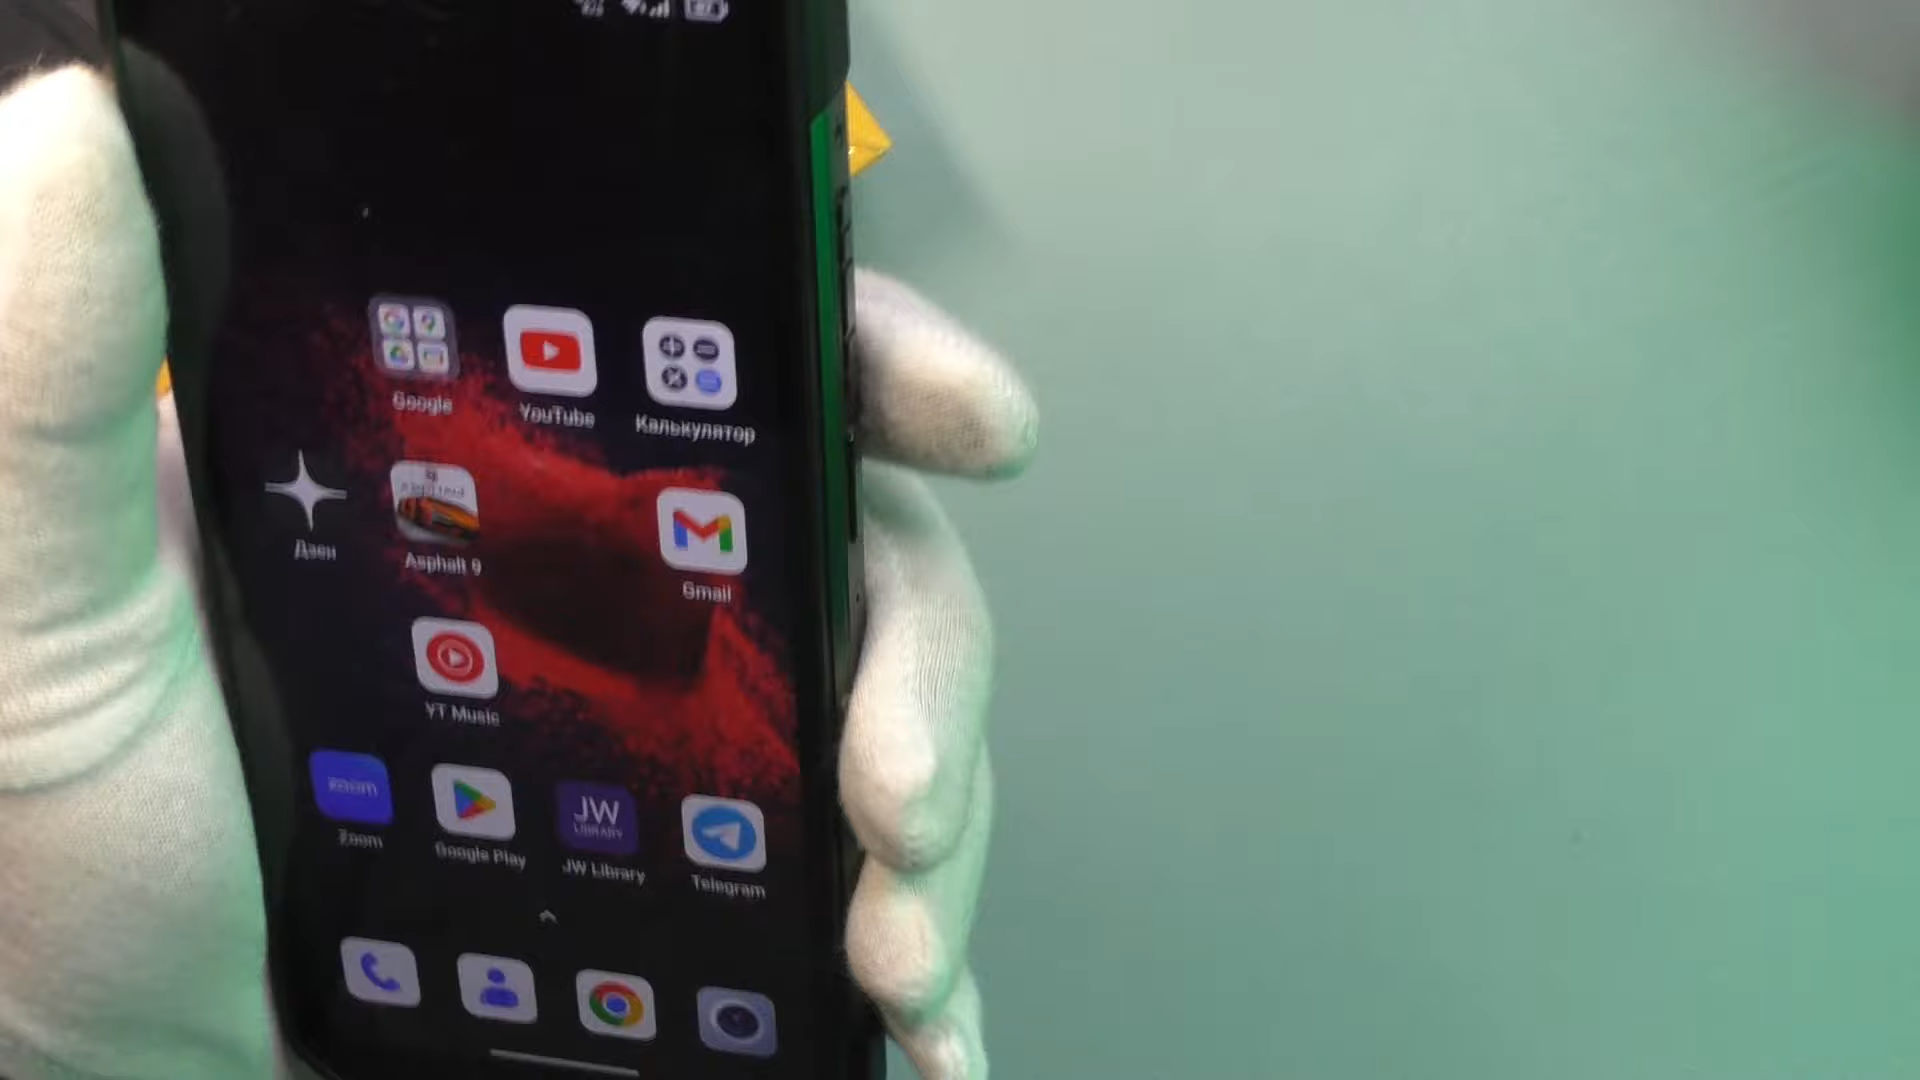 Google
YouTube
Калькулятор
Дзен
Asphalt 9
Gmail
YT Music
zoom
Zoom
Google Play
JW
LIBRARY
JW Library
Telegram